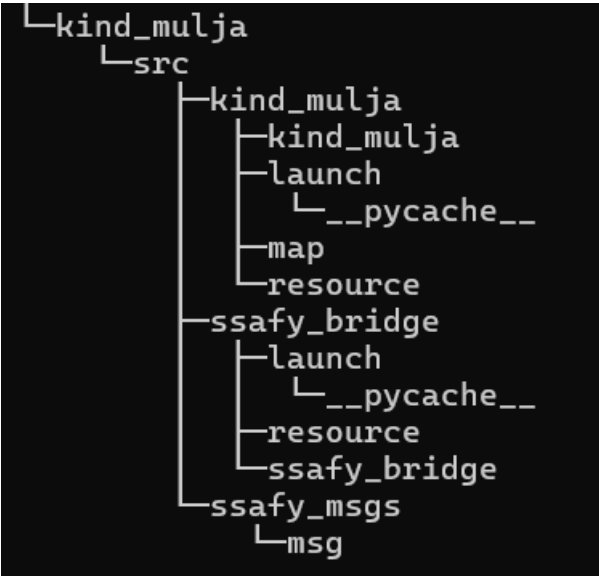 └─kind_mulja
    └─src
        ├─kind_mulja
        │  ├─kind_mulja
        │  ├─launch
        │  │  └─__pycache__
        │  ├─map
        │  └─resource
        ├─ssafy_bridge
        │  ├─launch
        │  │  └─__pycache__
        │  ├─resource
        │  └─ssafy_bridge
        └─ssafy_msgs
            └─msg